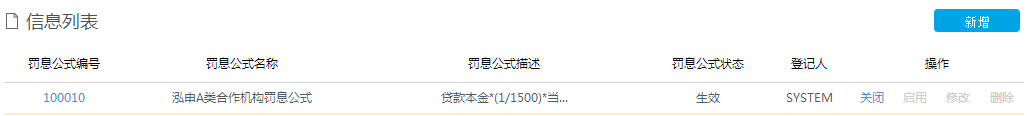 信息列表 新增
罚息公式编号 罚息公式名称 罚息公式描述 罚息公式状态 登记人 操作
100010 泓申A类合作机构罚息公式 贷款本金*(1/1500)*当... 生效 SYSTEM 关闭 启用 修改 删除